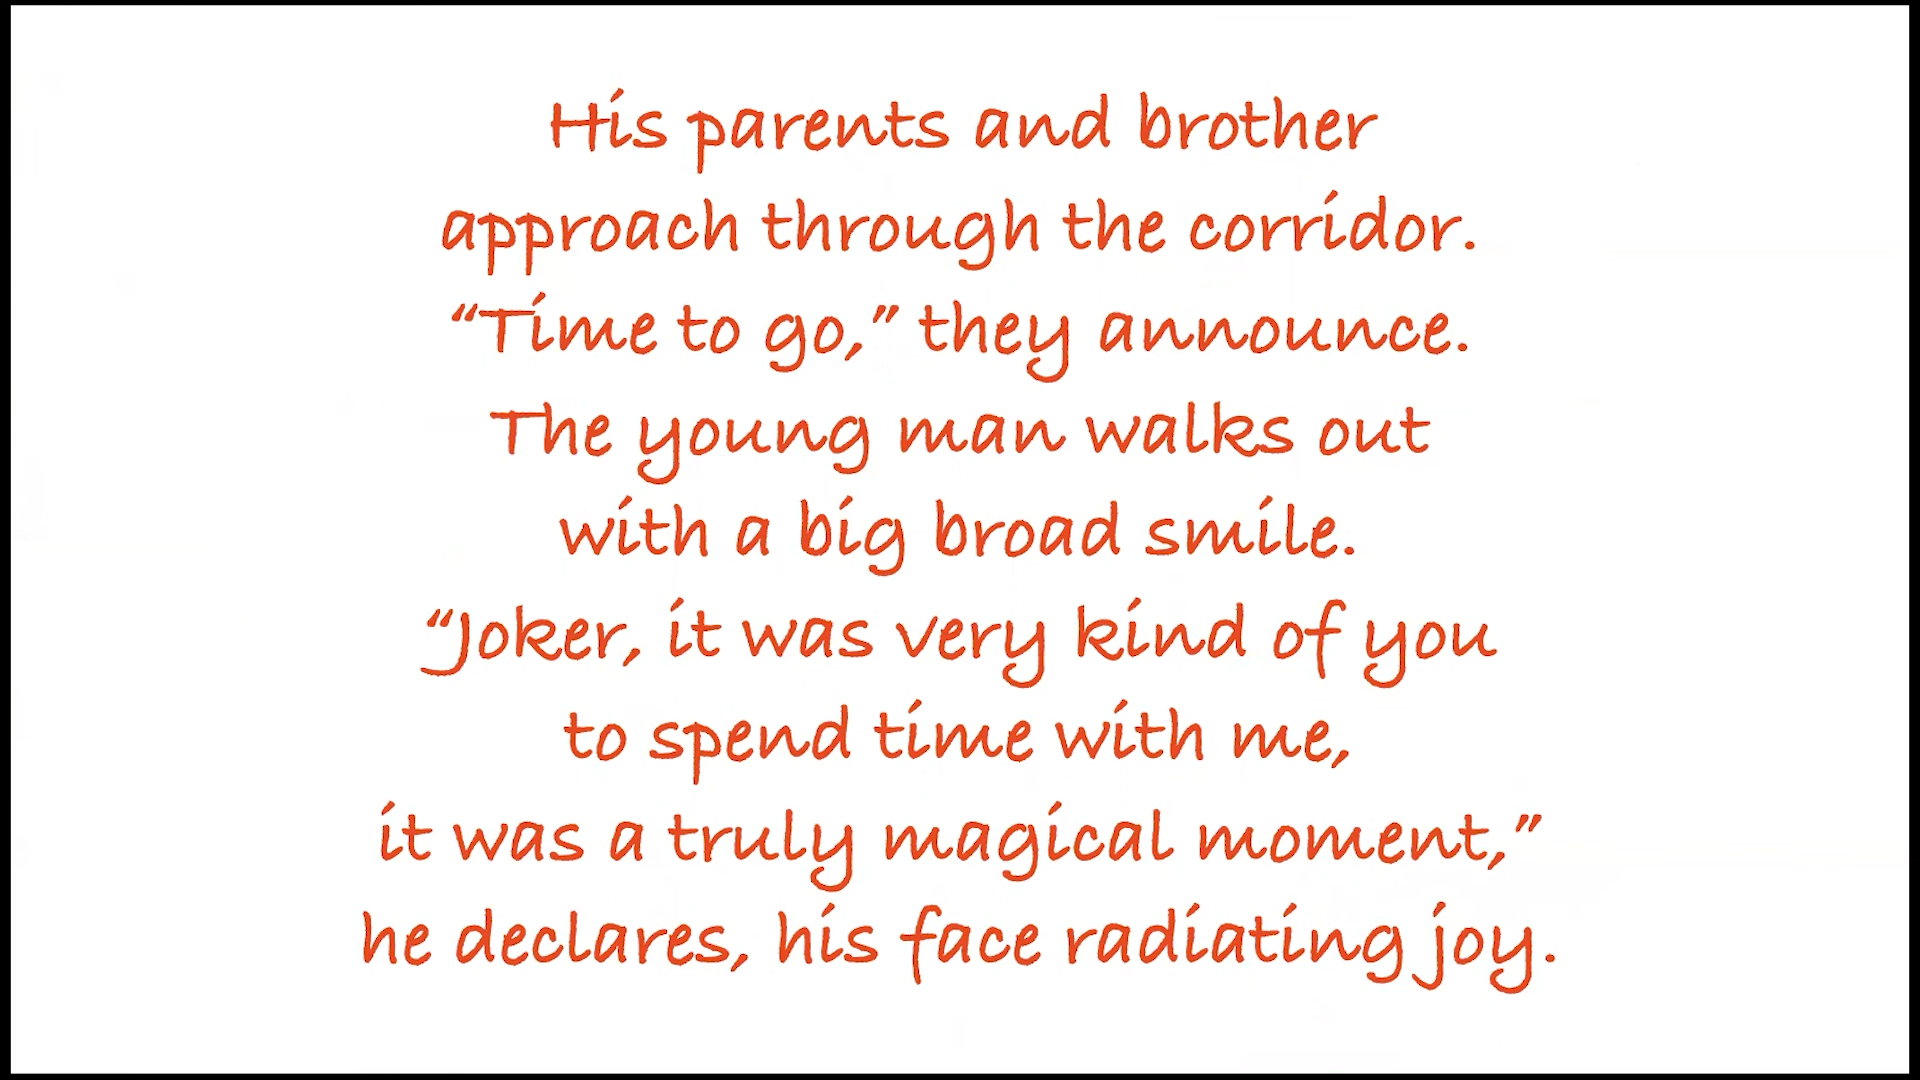 His parents and brother
approach through the corridor.
“Time to go,” they announce.
The young man walks out
with a big broad smile.
“Joker, it was very kind of you
to spend time with me,
it was a truly magical moment,”
he declares, his face radiating joy.